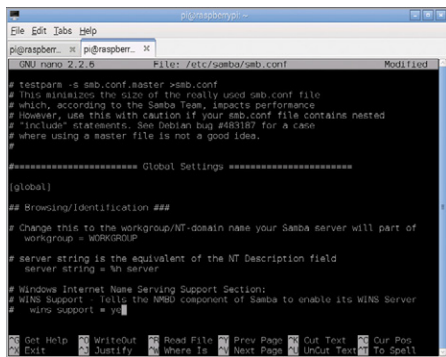 pi@raspberrypi: ~
File Edit Tabs Help
pi@raspberr... × pi@raspberr... ×
GNU nano 2.2.6 File: /etc/samba/smb.conf Modified
# testparm -s smb.conf.master >smb.conf
# This minimizes the size of the really used smb.conf file
# which, according to the Samba Team, impacts performance
# However, use this with caution if your smb.conf file contains nested
# "include" statements. See Debian bug #483187 for a case
# where using a master file is not a good idea.
#
#======================= Global Settings =======================
[global]
## Browsing/Identification ###
# Change this to the workgroup/NT-domain name your Samba server will part of
workgroup = WORKGROUP
# server string is the equivalent of the NT Description field
server string = %h server
# Windows Internet Name Serving Support Section:
# WINS Support - Tells the NMBD component of Samba to enable its WINS Server
# wins support = ye
^G Get Help ^O WriteOut ^R Read File ^Y Prev Page ^K Cut Text ^C Cur Pos
^X Exit ^J Justify ^W Where Is ^V Next Page ^U UnCut Text ^T To Spell